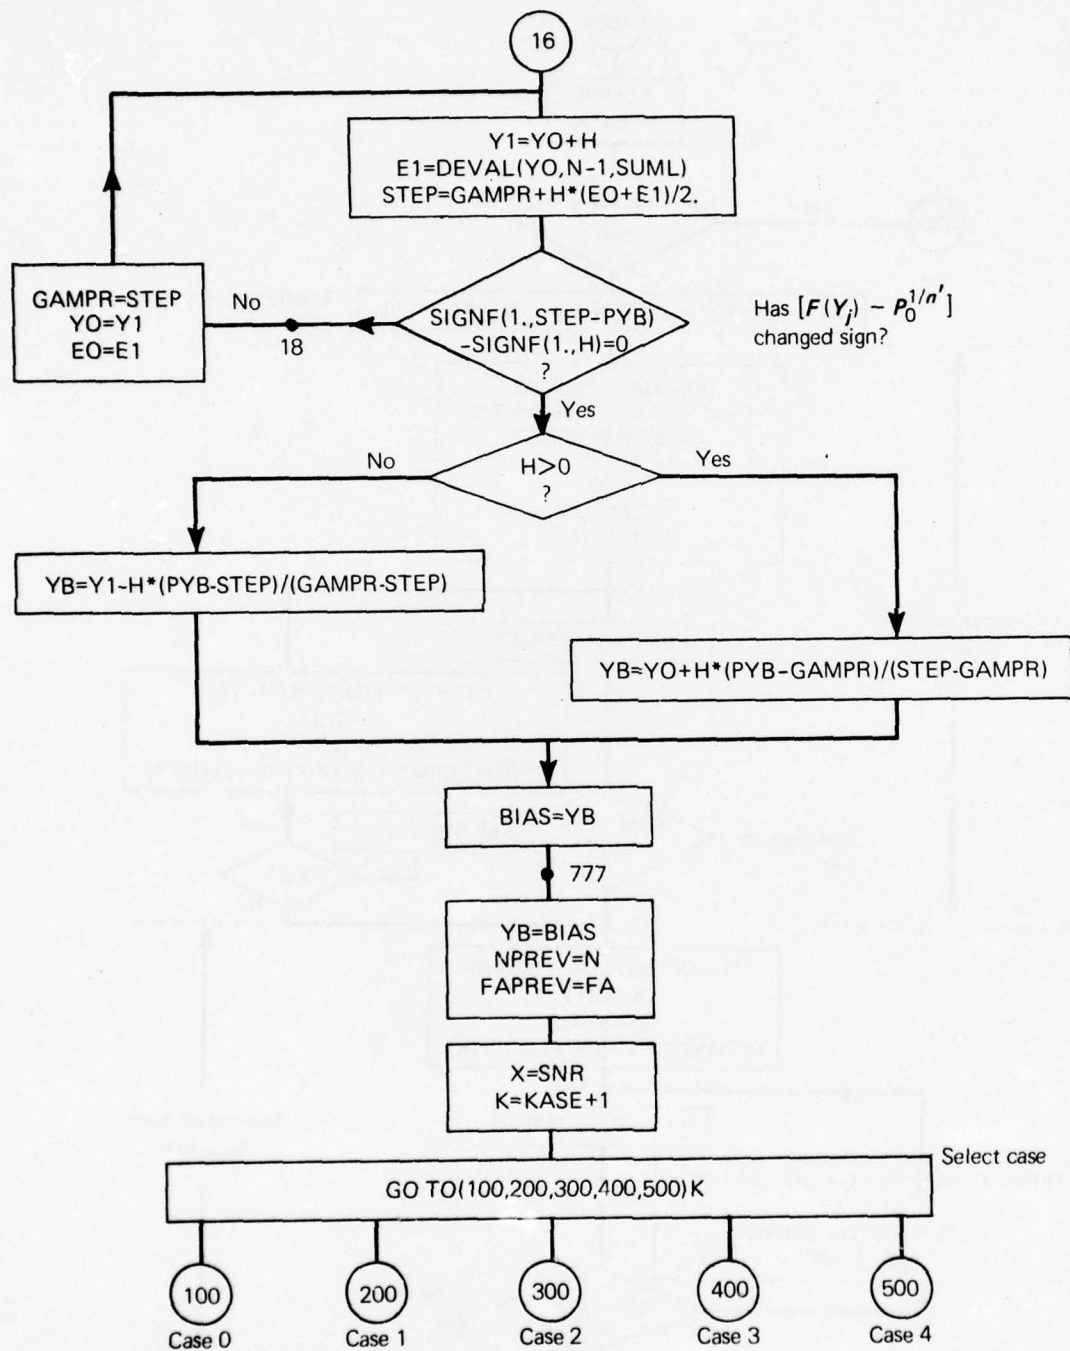 16
Y1=YO+H
E1=DEVAL(YO,N-1,SUML)
STEP=GAMPR+H*(EO+E1)/2.
GAMPR=STEP
YO=Y1
EO=E1
No
18
SIGNF(1.,STEP-PYB)
-SIGNF(1.,H)=0
?
Has [F(Y_j) - P_0^{1/n'}]
changed sign?
Yes
No
H>0
?
Yes
YB=Y1-H*(PYB-STEP)/(GAMPR-STEP)
YB=YO+H*(PYB-GAMPR)/(STEP-GAMPR)
BIAS=YB
777
YB=BIAS
NPREV=N
FAPREV=FA
X=SNR
K=KASE+1
Select case
GO TO(100,200,300,400,500)K
100 200 300 400 500
Case 0 Case 1 Case 2 Case 3 Case 4